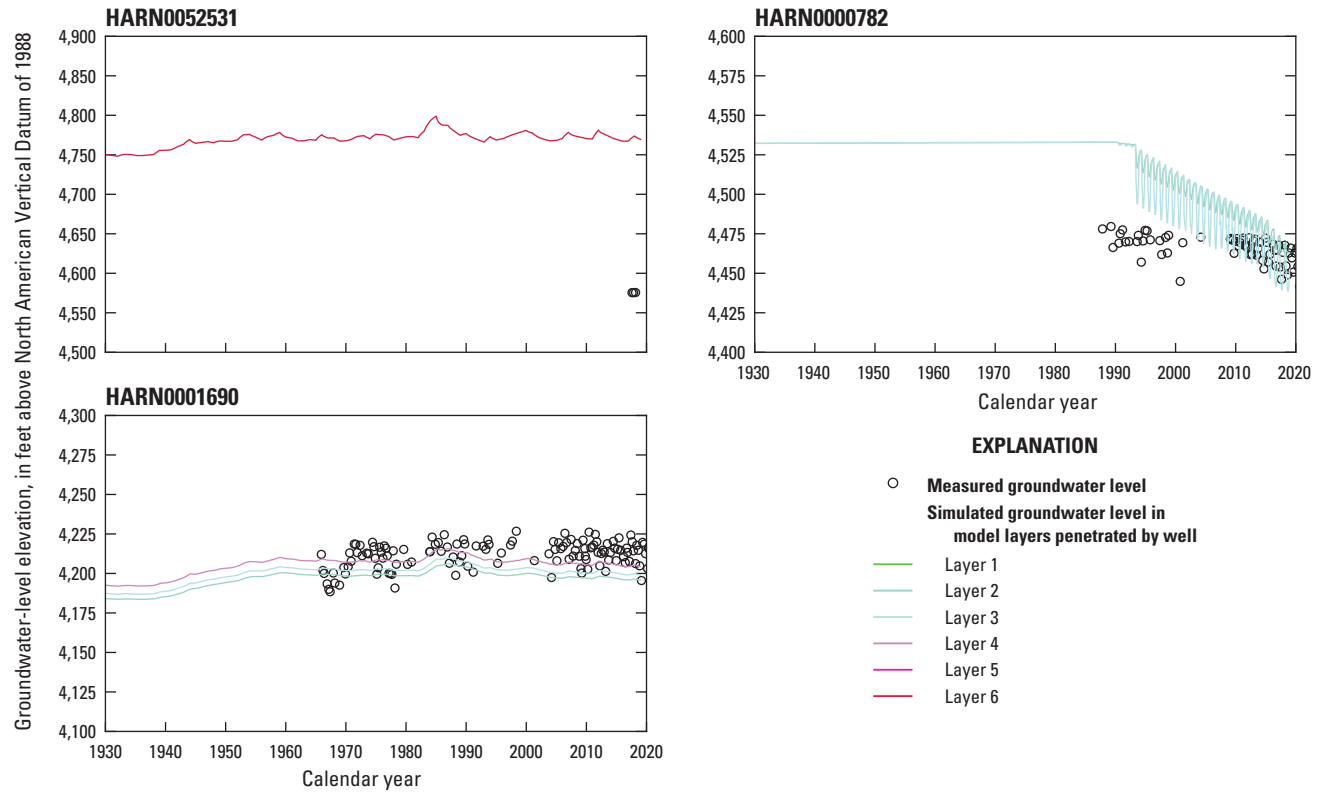 Groundwater-level elevation, in feet above North American Vertical Datum of 1988
HARN0052531
4,900
4,850
4,800
4,750
4,700
4,650
4,600
4,550
4,500
HARN0000782
4,600
4,575
4,550
4,525
4,500
4,475
4,450
4,425
4,400
1930 1940 1950 1960 1970 1980 1990 2000 2010 2020
Calendar year
HARN0001690
4,300
4,275
4,250
4,225
4,200
4,175
4,150
4,125
4,100
1930 1940 1950 1960 1970 1980 1990 2000 2010 2020
Calendar year
EXPLANATION
Measured groundwater level
Simulated groundwater level in
model layers penetrated by well
Layer 1
Layer 2
Layer 3
Layer 4
Layer 5
Layer 6